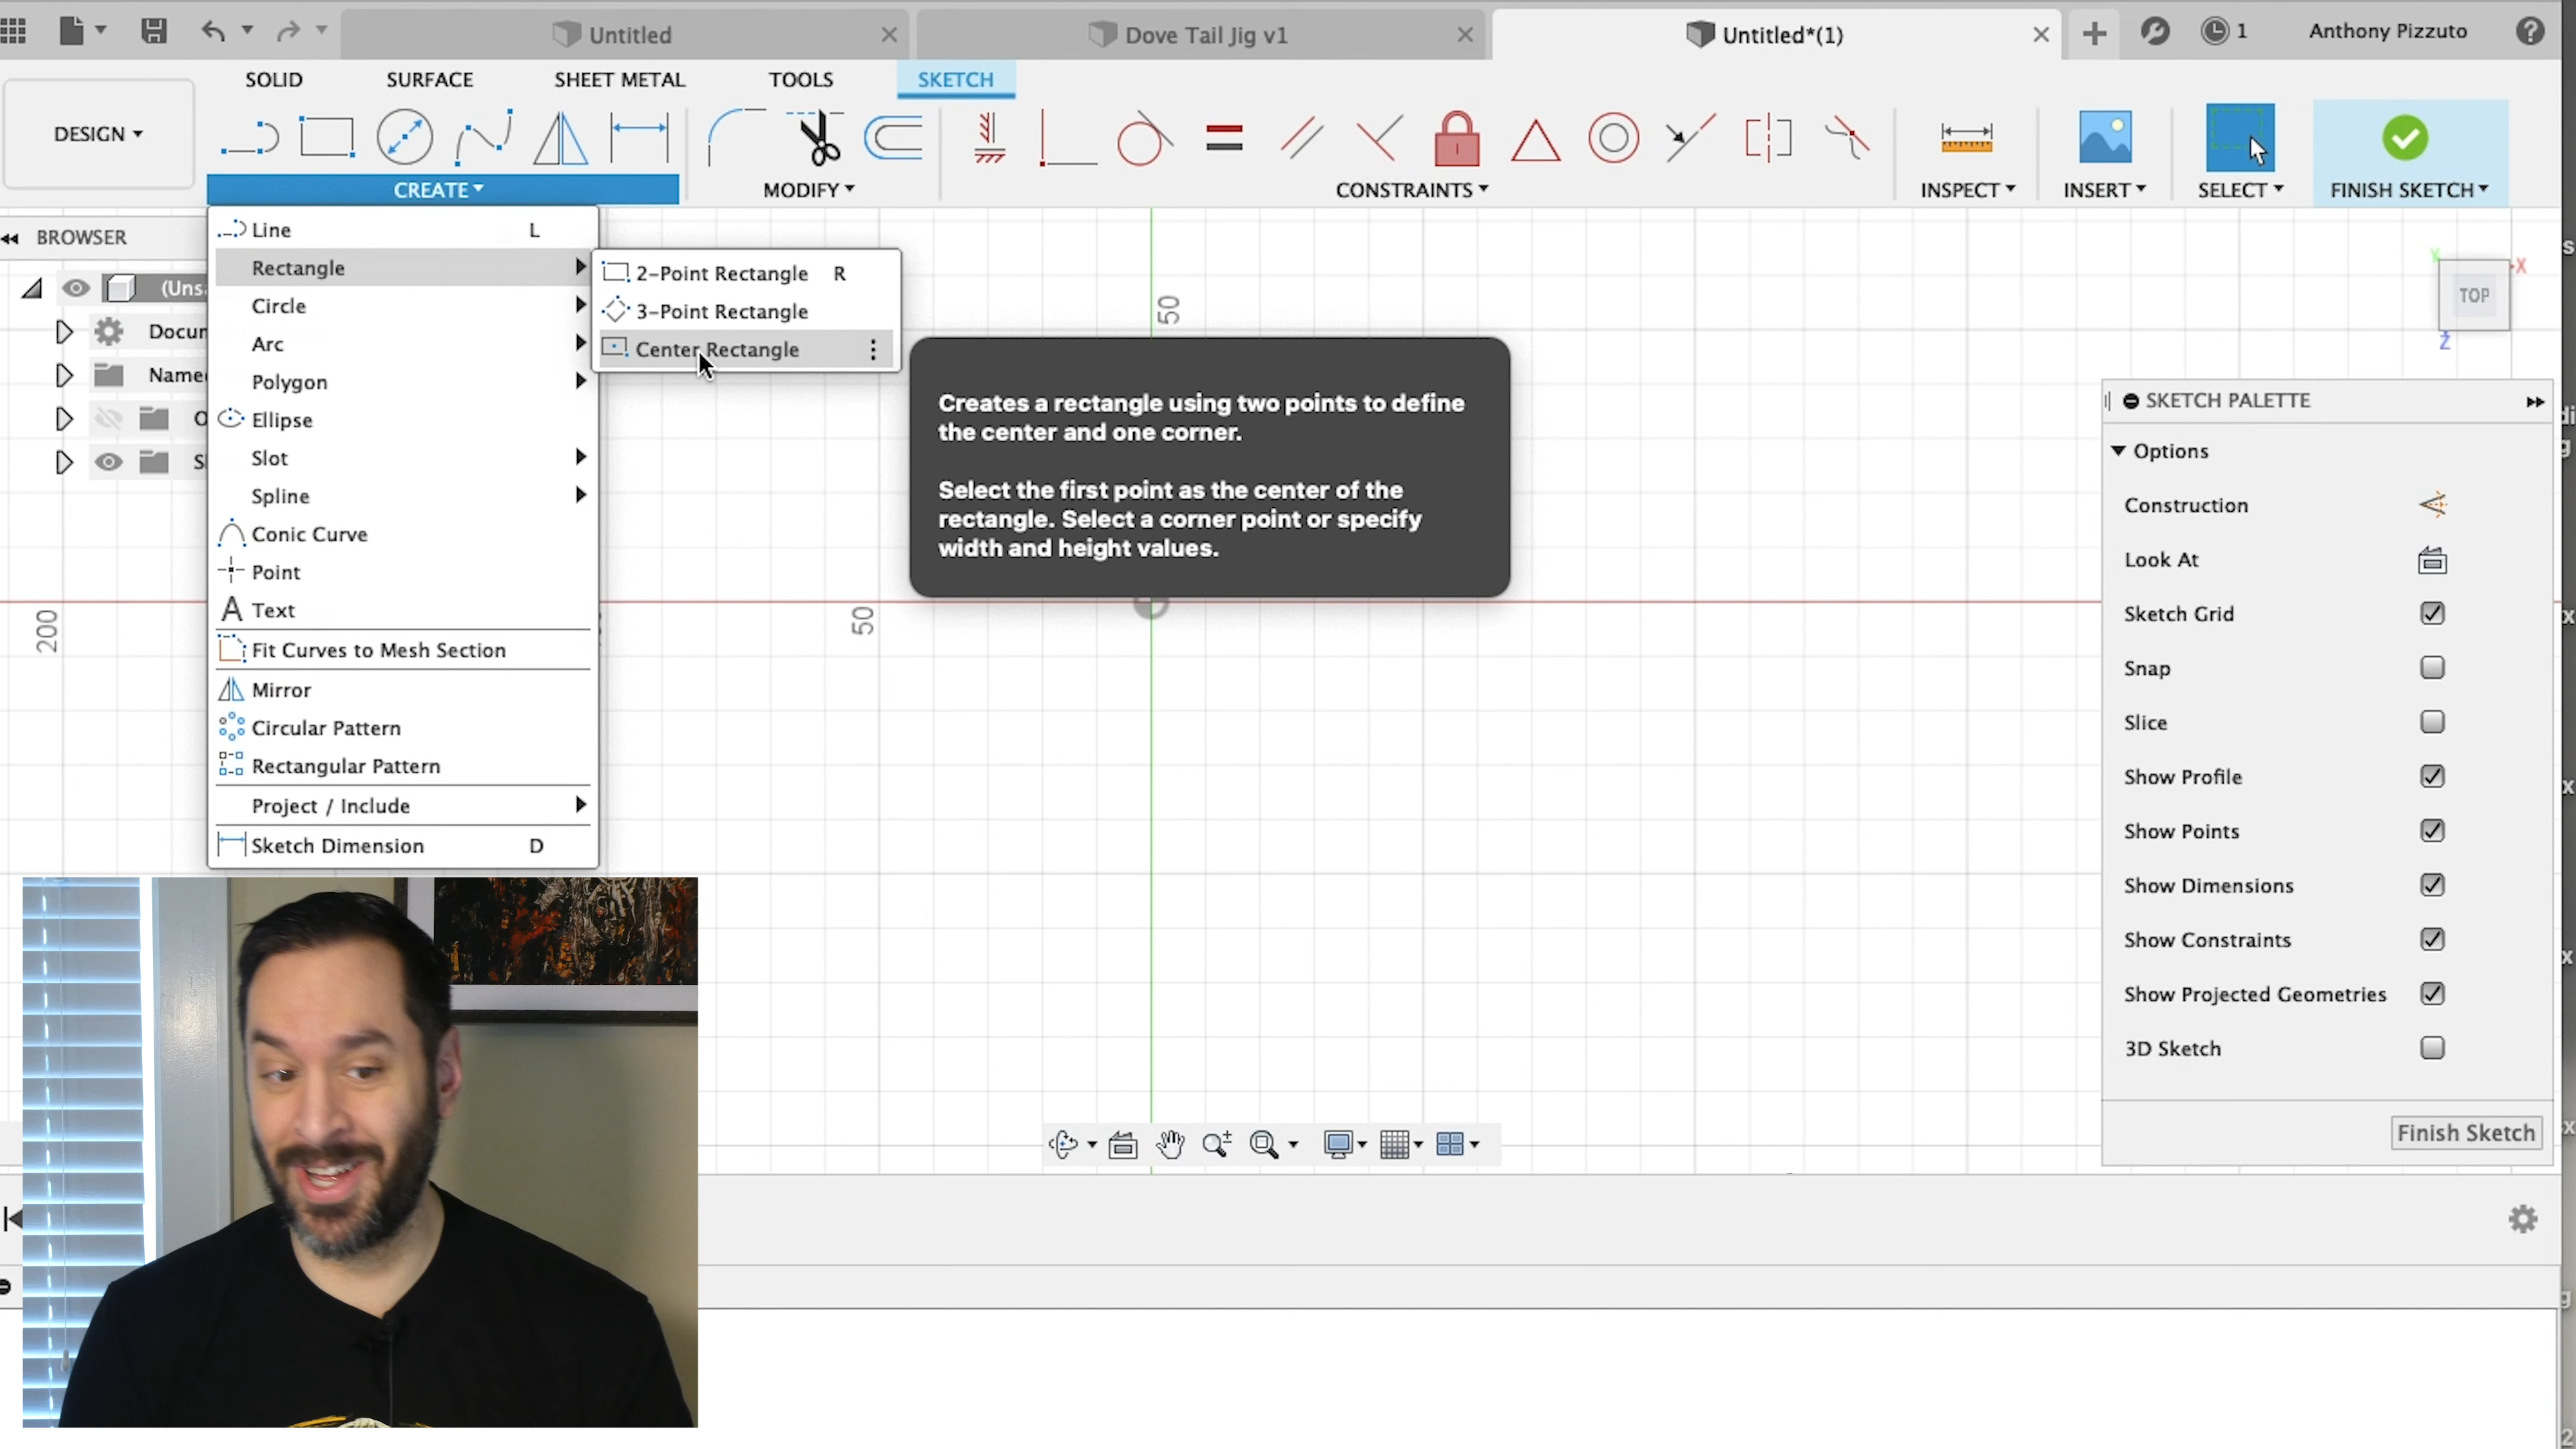 Untitled
Dove Tail Jig v1
Untitled*(1)
1
Anthony Pizzuto
SOLID
SURFACE
SHEET METAL
TOOLS
SKETCH
DESIGN
CREATE
MODIFY
CONSTRAINTS
INSPECT
INSERT
SELECT
FINISH SKETCH
BROWSER
(Uns
Docun
Name
O
S
Line L
Rectangle
Circle
Arc
Polygon
Ellipse
Slot
Spline
Conic Curve
Point
Text
Fit Curves to Mesh Section
Mirror
Circular Pattern
Rectangular Pattern
Project / Include
Sketch Dimension D
2-Point Rectangle R
3-Point Rectangle
Center Rectangle
Creates a rectangle using two points to define
the center and one corner.
Select the first point as the center of the
rectangle. Select a corner point or specify
width and height values.
50
50
200
Y
X
TOP
Z
SKETCH PALETTE
Options
Construction
Look At
Sketch Grid
Snap
Slice
Show Profile
Show Points
Show Dimensions
Show Constraints
Show Projected Geometries
3D Sketch
Finish Sketch